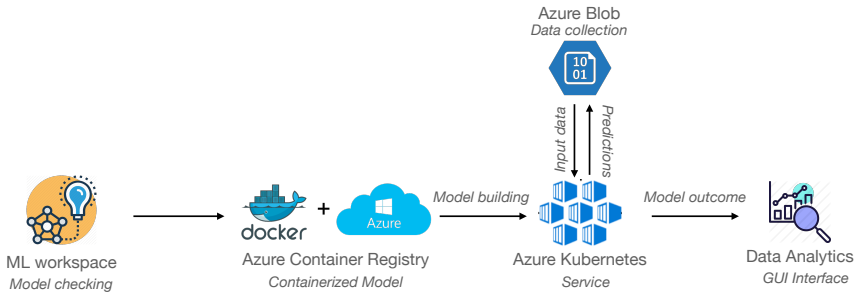 Azure Blob
Data collection
10
01
Input data
Predictions
docker
+
Azure
Model building
Model outcome
ML workspace
Model checking
Azure Container Registry
Containerized Model
Azure Kubernetes
Service
Data Analytics
GUI Interface